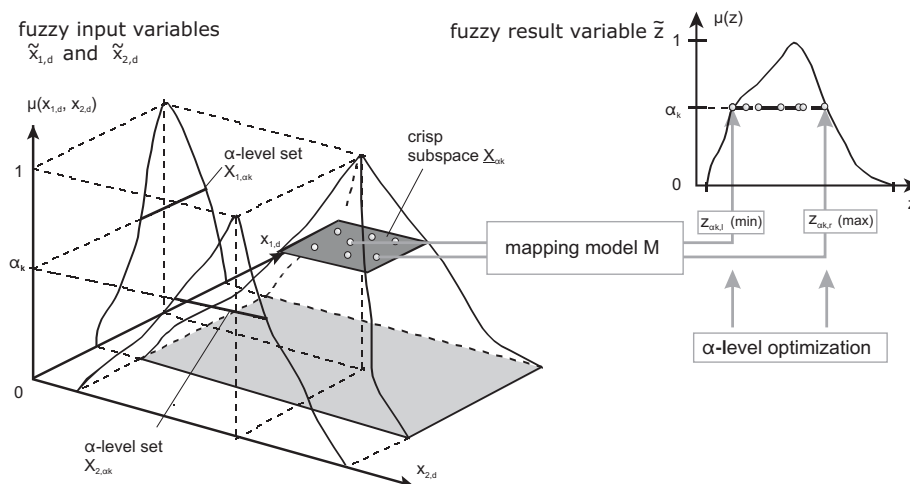 fuzzy input variables
x̃1,d and x̃2,d
μ(x1,d, x2,d)
1
αk
0
α-level set
X1,αk
x1,d
crisp
subspace X̲αk
α-level set
X2,αk
x2,d
mapping model M
fuzzy result variable z̃
μ(z)
1
αk
0
z
zαk,l (min)
zαk,r (max)
α-level optimization